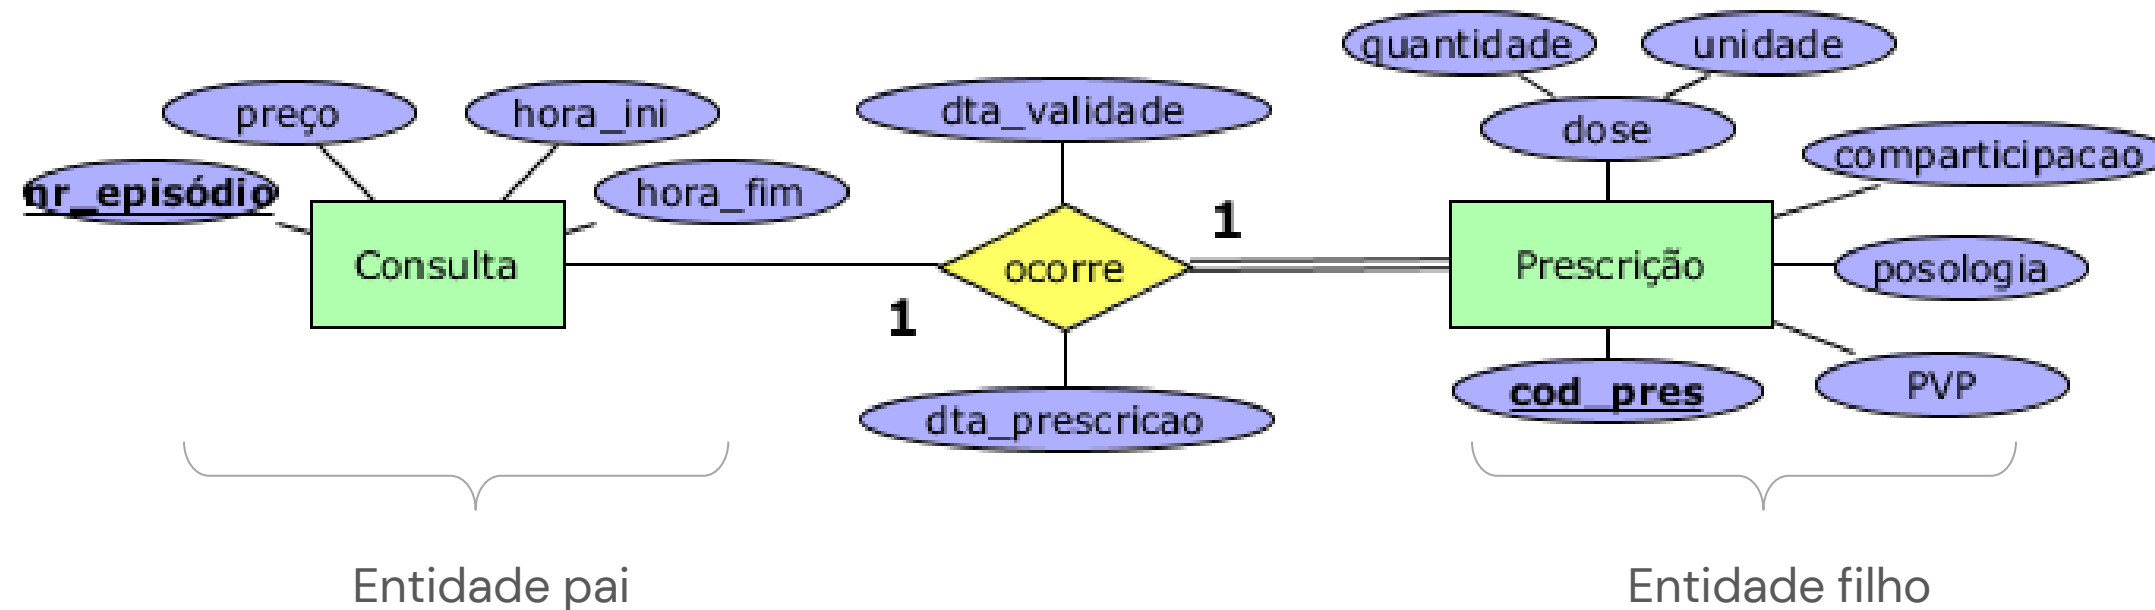 quantidade
unidade
preço
hora_ini
dta_validade
dose
comparticipacao
nr_episódio
hora_fim
1
Consulta
ocorre
Prescrição
posologia
1
cod_pres
PVP
dta_prescricao
Entidade pai
Entidade filho